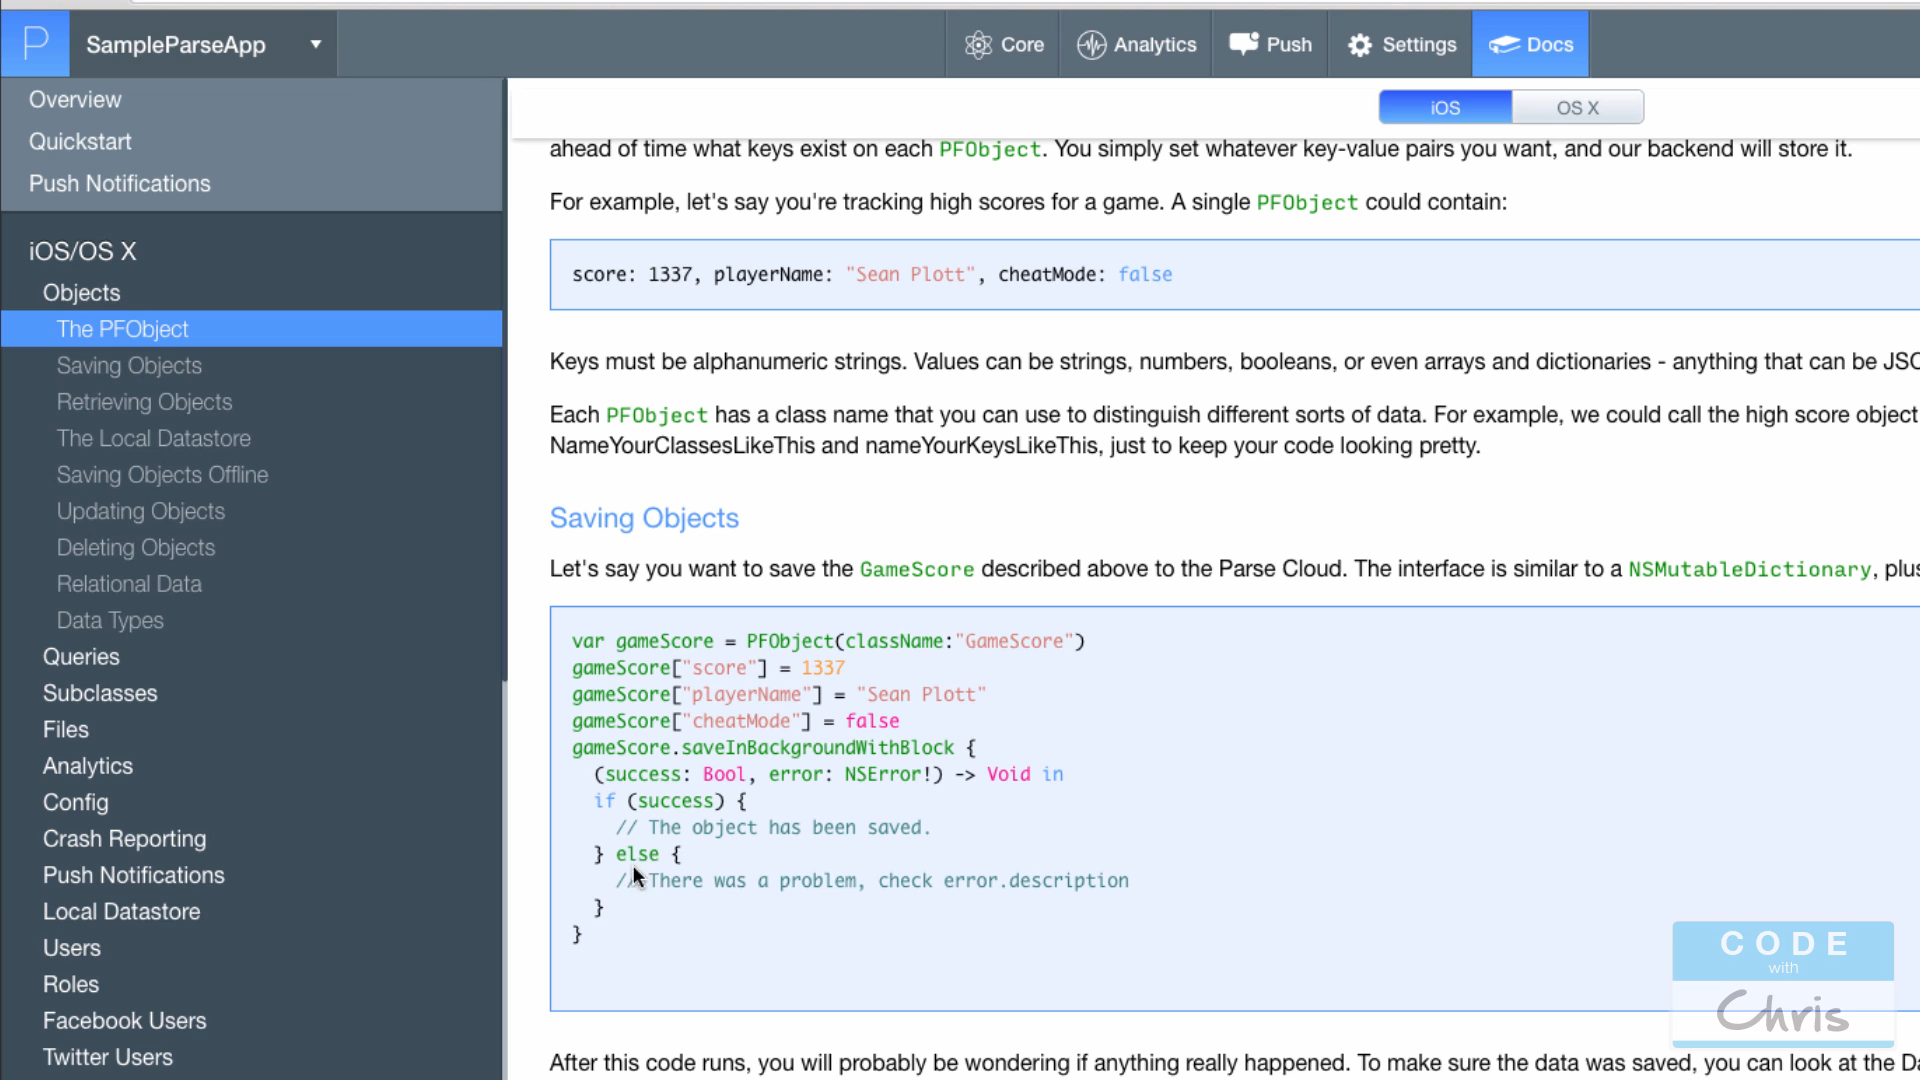 P SampleParseApp Core Analytics Push Settings Docs
Overview
Quickstart
Push Notifications
iOS/OS X
Objects
The PFObject
Saving Objects
Retrieving Objects
The Local Datastore
Saving Objects Offline
Updating Objects
Deleting Objects
Relational Data
Data Types
Queries
Subclasses
Files
Analytics
Config
Crash Reporting
Push Notifications
Local Datastore
Users
Roles
Facebook Users
Twitter Users
iOS OS X
ahead of time what keys exist on each PFObject. You simply set whatever key-value pairs you want, and our backend will store it.
For example, let's say you're tracking high scores for a game. A single PFObject could contain:
score: 1337, playerName: "Sean Plott", cheatMode: false
Keys must be alphanumeric strings. Values can be strings, numbers, booleans, or even arrays and dictionaries - anything that can be JSO
Each PFObject has a class name that you can use to distinguish different sorts of data. For example, we could call the high score object
NameYourClassesLikeThis and nameYourKeysLikeThis, just to keep your code looking pretty.
Saving Objects
Let's say you want to save the GameScore described above to the Parse Cloud. The interface is similar to a NSMutableDictionary, plus
var gameScore = PFObject(className:"GameScore")
gameScore["score"] = 1337
gameScore["playerName"] = "Sean Plott"
gameScore["cheatMode"] = false
gameScore.saveInBackgroundWithBlock {
(success: Bool, error: NSError!) -> Void in
if (success) {
// The object has been saved.
} else {
// There was a problem, check error.description
}
}
After this code runs, you will probably be wondering if anything really happened. To make sure the data was saved, you can look at the Da
CODE
with
Chris